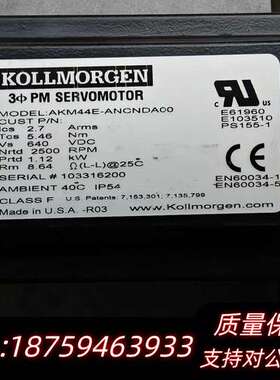 KOLLMORGEN
3Φ PM SERVOMOTOR
MODEL:AKM44E-ANCNDA00
CUST P/N:
Ics 2.7 Arms
Tcs 5.46 Nm
Vs 640 VDC
Nrtd 2500 RPM
Prtd 1.12 kW
Rm 8.64 Ω(L-L)@25C
SERIAL # 103316200
AMBIENT 40C IP54
CLASS F U.S. Patents: 7,153,301; 7,135,799
Made in U.S.A. -R03
www.Kollmorgen.com
c RU US
E61960
E103510
PS155-1
CE
EN60034-1
EN60034-5
质量保
:18759463933
支持对公